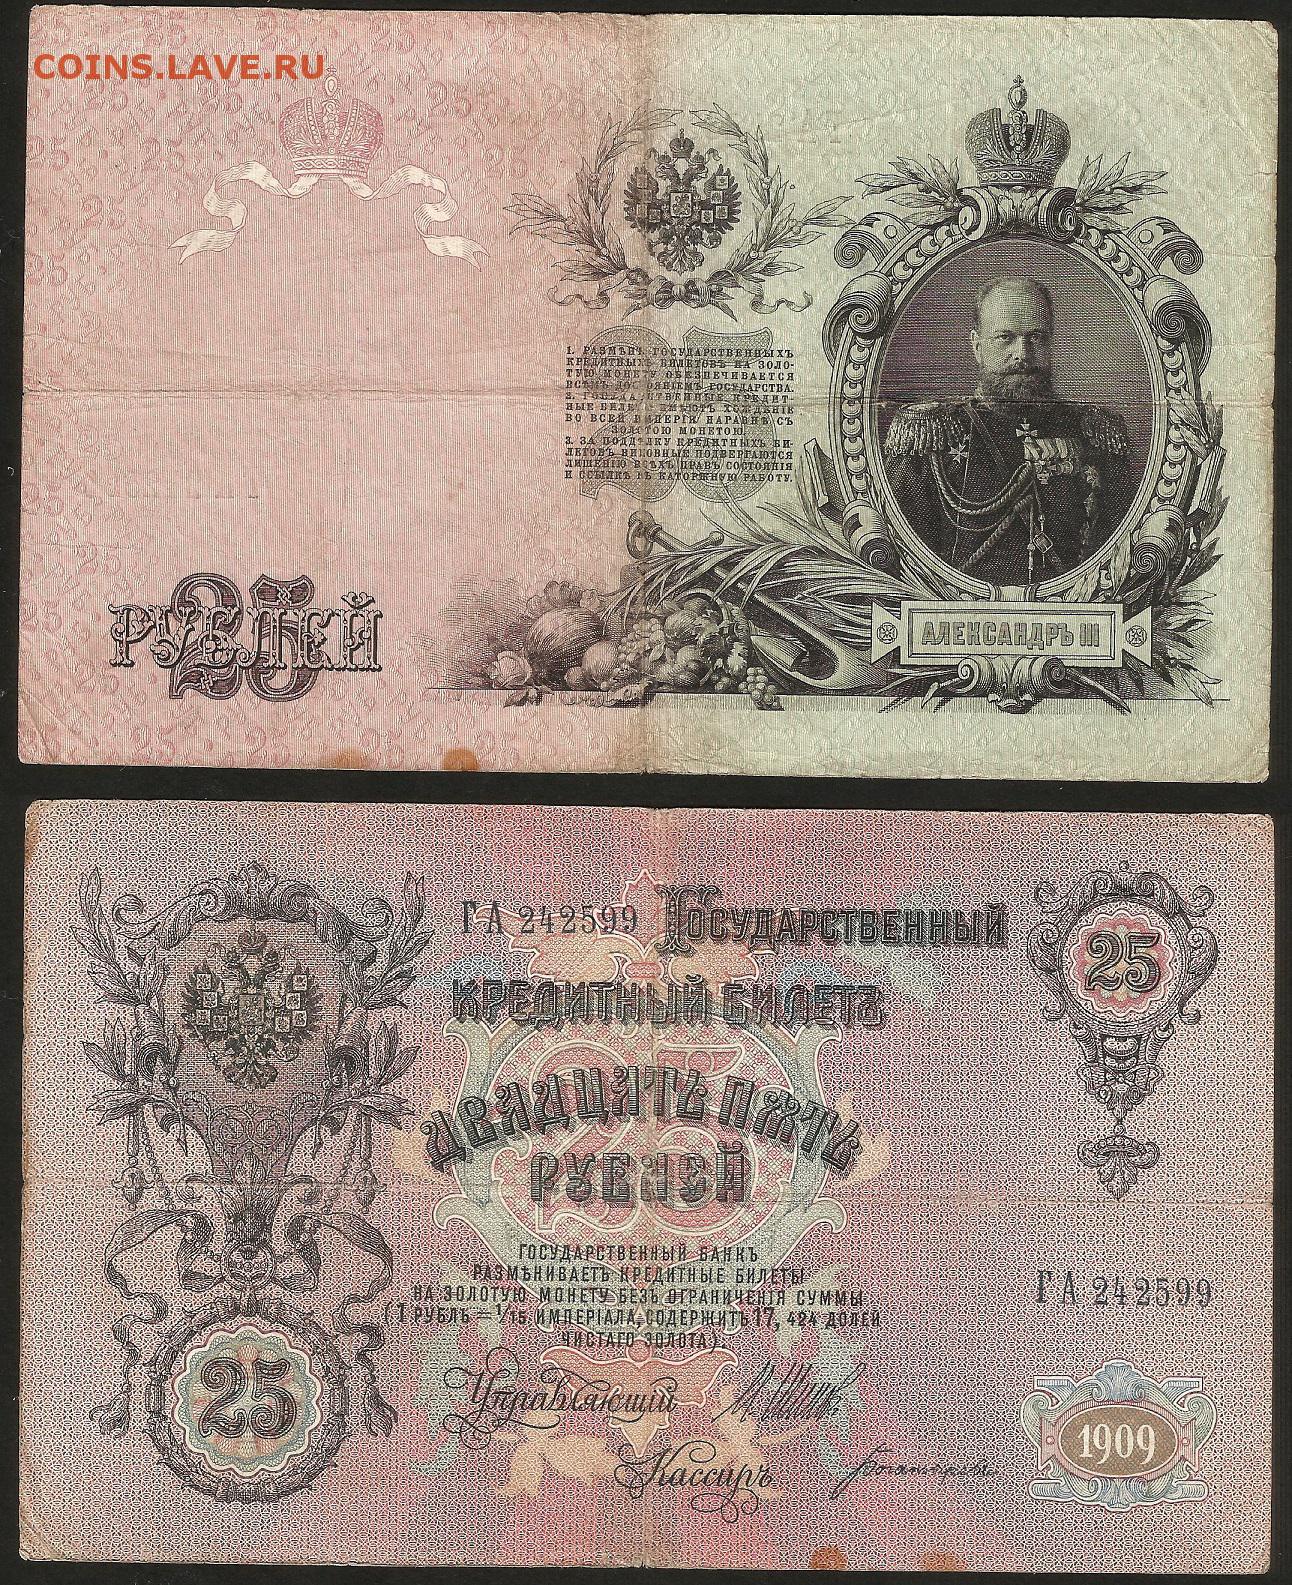 COINS.LAVE.RU
1. РАЗМѢНЪ ГОСУДАРСТВЕННЫХЪ
КРЕДИТНЫХЪ БИЛЕТОВЪ НА ЗОЛО-
ТУЮ МОНЕТУ ОБЕЗПЕЧИВАЕТСЯ
ВСѢМЪ ДОСТОЯНІЕМЪ ГОСУДАРСТВА.
2. ГОСУДАРСТВЕННЫЕ КРЕДИТ-
НЫЕ БИЛЕТЫ ИМѢЮТЪ ХОЖДЕНІЕ
ВО ВСЕЙ ИМПЕРІИ НАРАВНѢ СЪ
ЗОЛОТОЮ МОНЕТОЮ.
3. ЗА ПОДДѢЛКУ КРЕДИТНЫХЪ БИ-
ЛЕТОВЪ ВИНОВНЫЕ ПОДВЕРГАЮТСЯ
ЛИШЕНІЮ ВСѢХЪ ПРАВЪ СОСТОЯНІЯ
И ССЫЛКѢ ВЪ КАТОРЖНУЮ РАБОТУ.
25
РУБЛЕЙ
АЛЕКСАНДРЪ III
ГА 242599
ГОСУДАРСТВЕННЫЙ
КРЕДИТНЫЙ БИЛЕТЪ
25
ДВАДЦАТЬ ПЯТЬ
РУБЛЕЙ
25
ГОСУДАРСТВЕННЫЙ БАНКЪ
РАЗМѢНИВАЕТЪ КРЕДИТНЫЕ БИЛЕТЫ
НА ЗОЛОТУЮ МОНЕТУ БЕЗЪ ОГРАНИЧЕНІЯ СУММЫ
(1 РУБЛЬ = 1/15 ИМПЕРІАЛА, СОДЕРЖИТЪ 17, 424 ДОЛЕЙ
ЧИСТАГО ЗОЛОТА).
ГА 242599
25
Управляющій
Кассиръ
1909